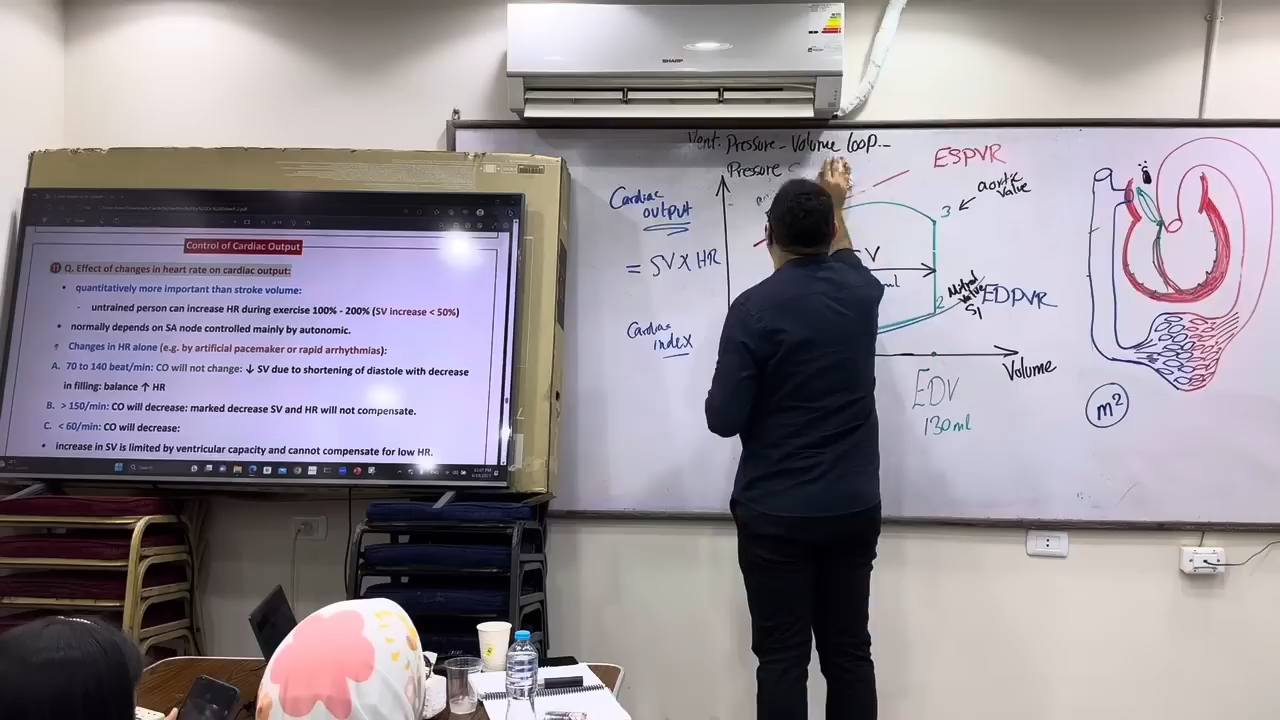 SHARP
Control of Cardiac Output
Q. Effect of changes in heart rate on cardiac output:
• quantitatively more important than stroke volume:
- untrained person can increase HR during exercise 100% - 200% (SV increase < 50%)
• normally depends on SA node controlled mainly by autonomic.
Changes in HR alone (e.g. by artificial pacemaker or rapid arrhythmias):
A. 70 to 140 beat/min: CO will not change: ↓ SV due to shortening of diastole with decrease
in filling: balance ↑ HR
B. > 150/min: CO will decrease: marked decrease SV and HR will not compensate.
C. < 60/min: CO will decrease:
• increase in SV is limited by ventricular capacity and cannot compensate for low HR.
Search
Vent. Pressure - Volume loop
Pressure
ESPVR
Cardiac
output
= SV x HR
Cardiac
index
3
aortic
valve
V
ml
2
Mitral
valve
S1
EDPVR
Volume
EDV
130 ml
m²